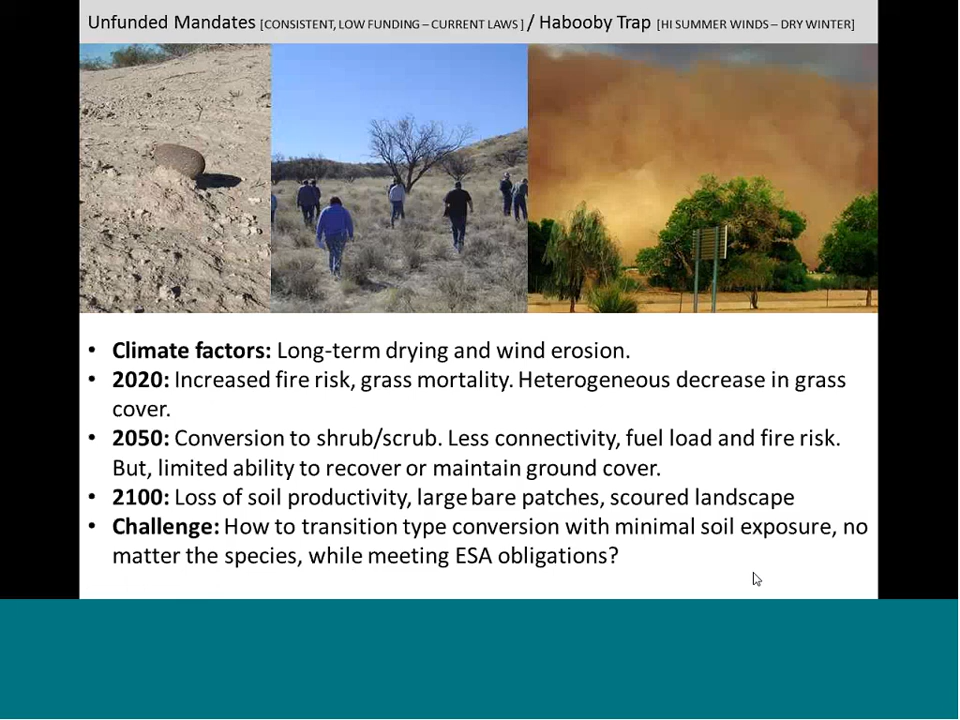 Unfunded Mandates [CONSISTENT, LOW FUNDING – CURRENT LAWS ] / Habooby Trap [HI SUMMER WINDS – DRY WINTER]
• Climate factors: Long-term drying and wind erosion.
• 2020: Increased fire risk, grass mortality. Heterogeneous decrease in grass
cover.
• 2050: Conversion to shrub/scrub. Less connectivity, fuel load and fire risk.
But, limited ability to recover or maintain ground cover.
• 2100: Loss of soil productivity, large bare patches, scoured landscape
• Challenge: How to transition type conversion with minimal soil exposure, no
matter the species, while meeting ESA obligations?